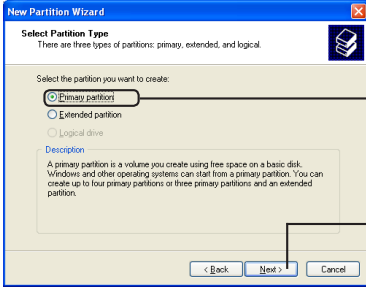 New Partition Wizard
Select Partition Type
There are three types of partitions: primary, extended, and logical.
Select the partition you want to create:
Primary partition
Extended partition
Logical drive
Description
A primary partition is a volume you create using free space on a basic disk.
Windows and other operating systems can start from a primary partition. You can
create up to four primary partitions or three primary partitions and an extended
partition.
< Back
Next >
Cancel